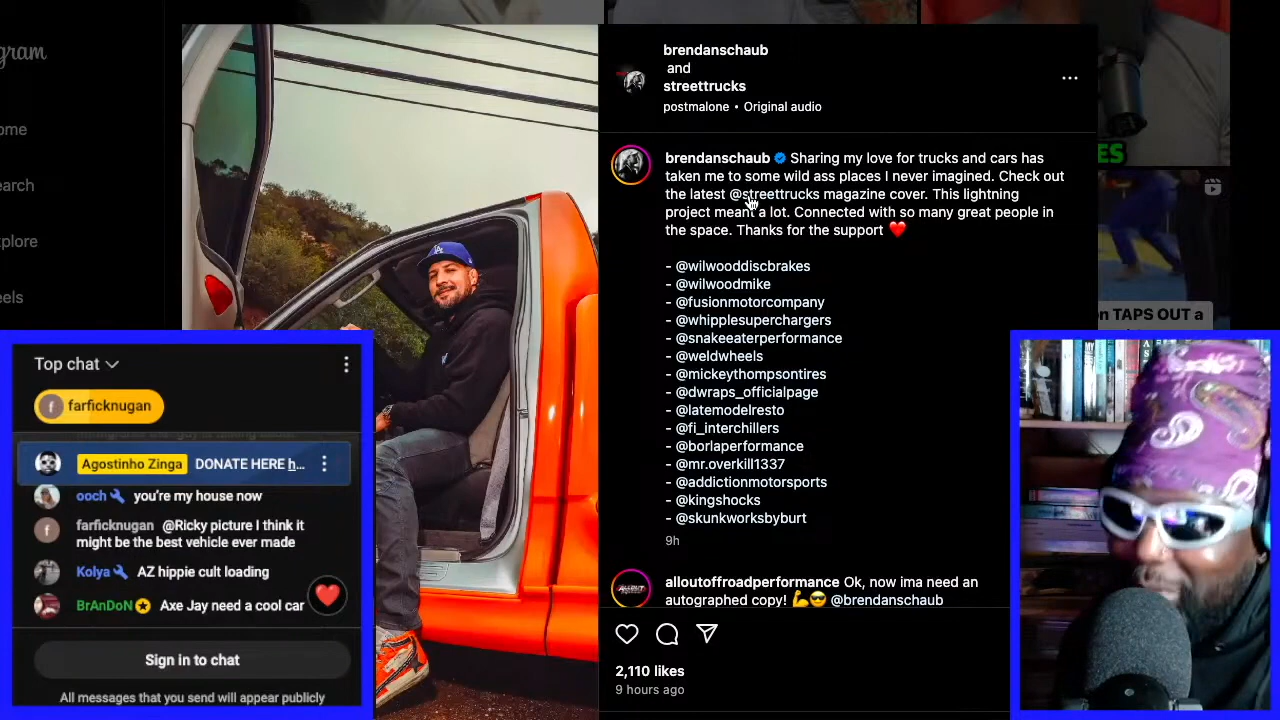 gram
ome
earch
plore
eels
brendanschaub
and
streettrucks
postmalone • Original audio
brendanschaub Sharing my love for trucks and cars has
taken me to some wild ass places I never imagined. Check out
the latest @streettrucks magazine cover. This lightning
project meant a lot. Connected with so many great people in
the space. Thanks for the support ❤️
- @wilwooddiscbrakes
- @wilwoodmike
- @fusionmotorcompany
- @whipplesuperchargers
- @snakeeaterperformance
- @weldwheels
- @mickeythompsontires
- @dwraps_officialpage
- @latemodelresto
- @fi_interchillers
- @borlaperformance
- @mr.overkill1337
- @addictionmotorsports
- @kingshocks
- @skunkworksbyburt
9h
alloutoffroadperformance Ok, now ima need an
autographed copy! 💪😎 @brendanschaub
2,110 likes
9 hours ago
ES
on TAPS OUT a
Top chat
f farficknugan
Agostinho Zinga DONATE HERE h...
ooch you're my house now
f farficknugan @Ricky picture I think it
might be the best vehicle ever made
Kolya AZ hippie cult loading
BrAnDoN Axe Jay need a cool car
Sign in to chat
All messages that you send will appear publicly